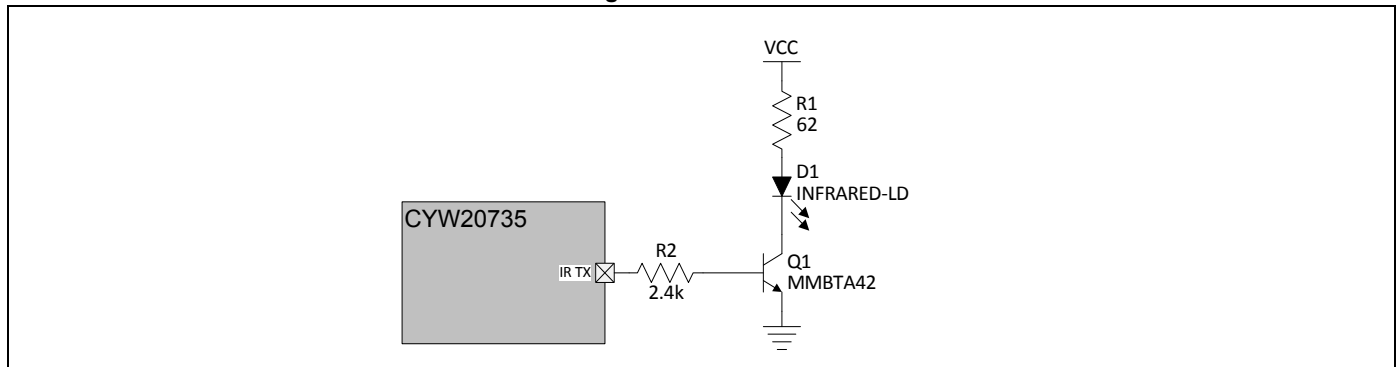 VCC
R1
62
D1
INFRARED-LD
CYW20735
IR TX
R2
2.4k
Q1
MMBTA42